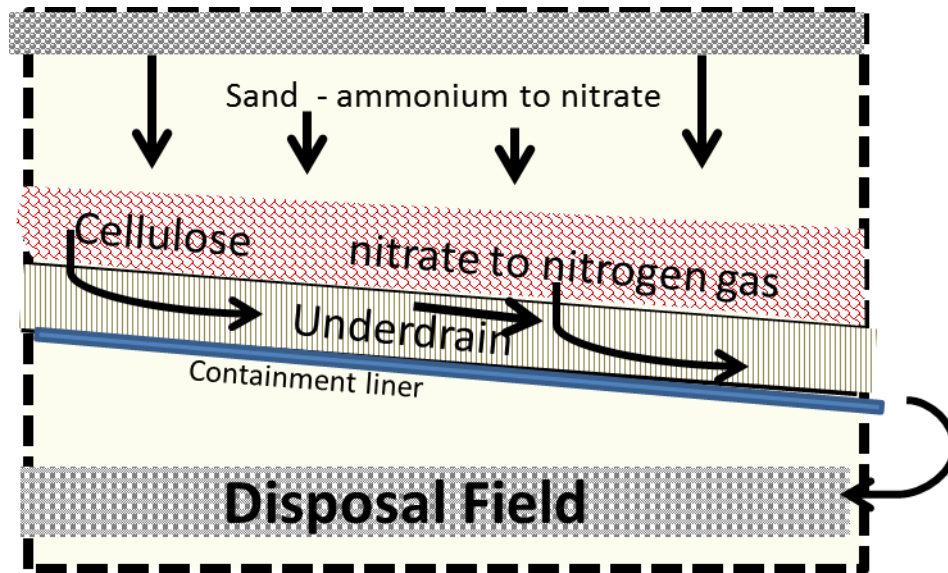 Sand - ammonium to nitrate
Cellulose nitrate to nitrogen gas
Underdrain
Containment liner
Disposal Field